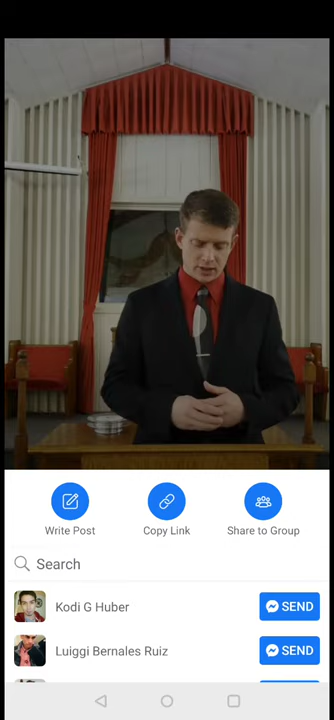 Write Post
Copy Link
Share to Group
Search
Kodi G Huber
SEND
Luiggi Bernales Ruiz
SEND